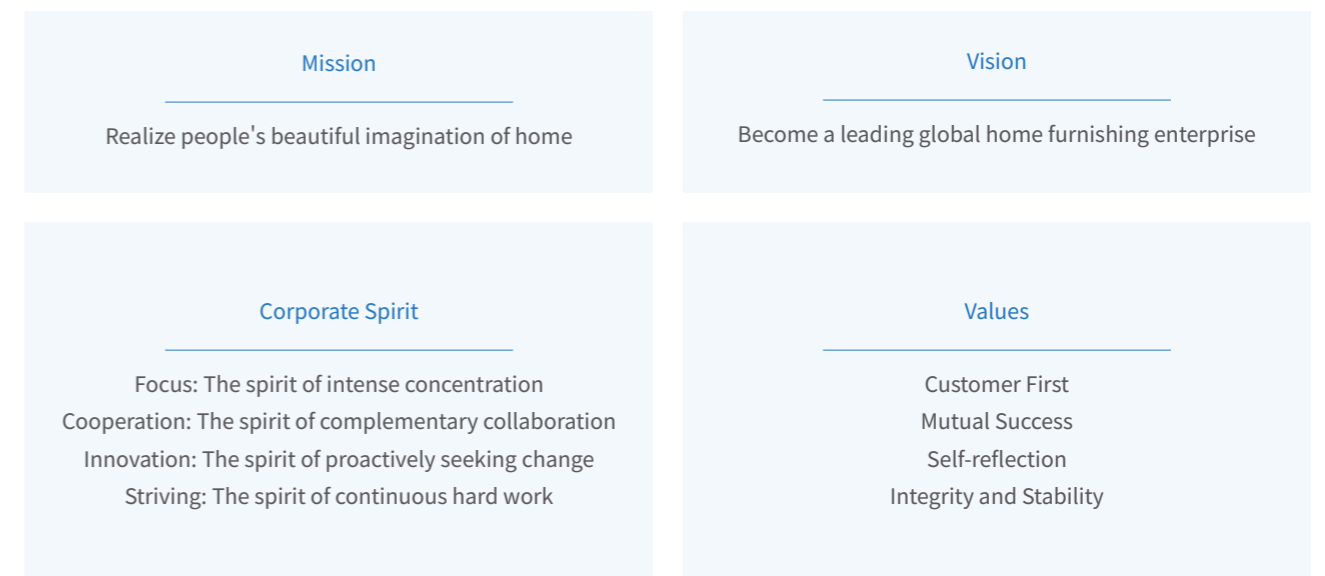 Mission
Realize people's beautiful imagination of home
Vision
Become a leading global home furnishing enterprise
Corporate Spirit
Focus: The spirit of intense concentration
Cooperation: The spirit of complementary collaboration
Innovation: The spirit of proactively seeking change
Striving: The spirit of continuous hard work
Values
Customer First
Mutual Success
Self-reflection
Integrity and Stability